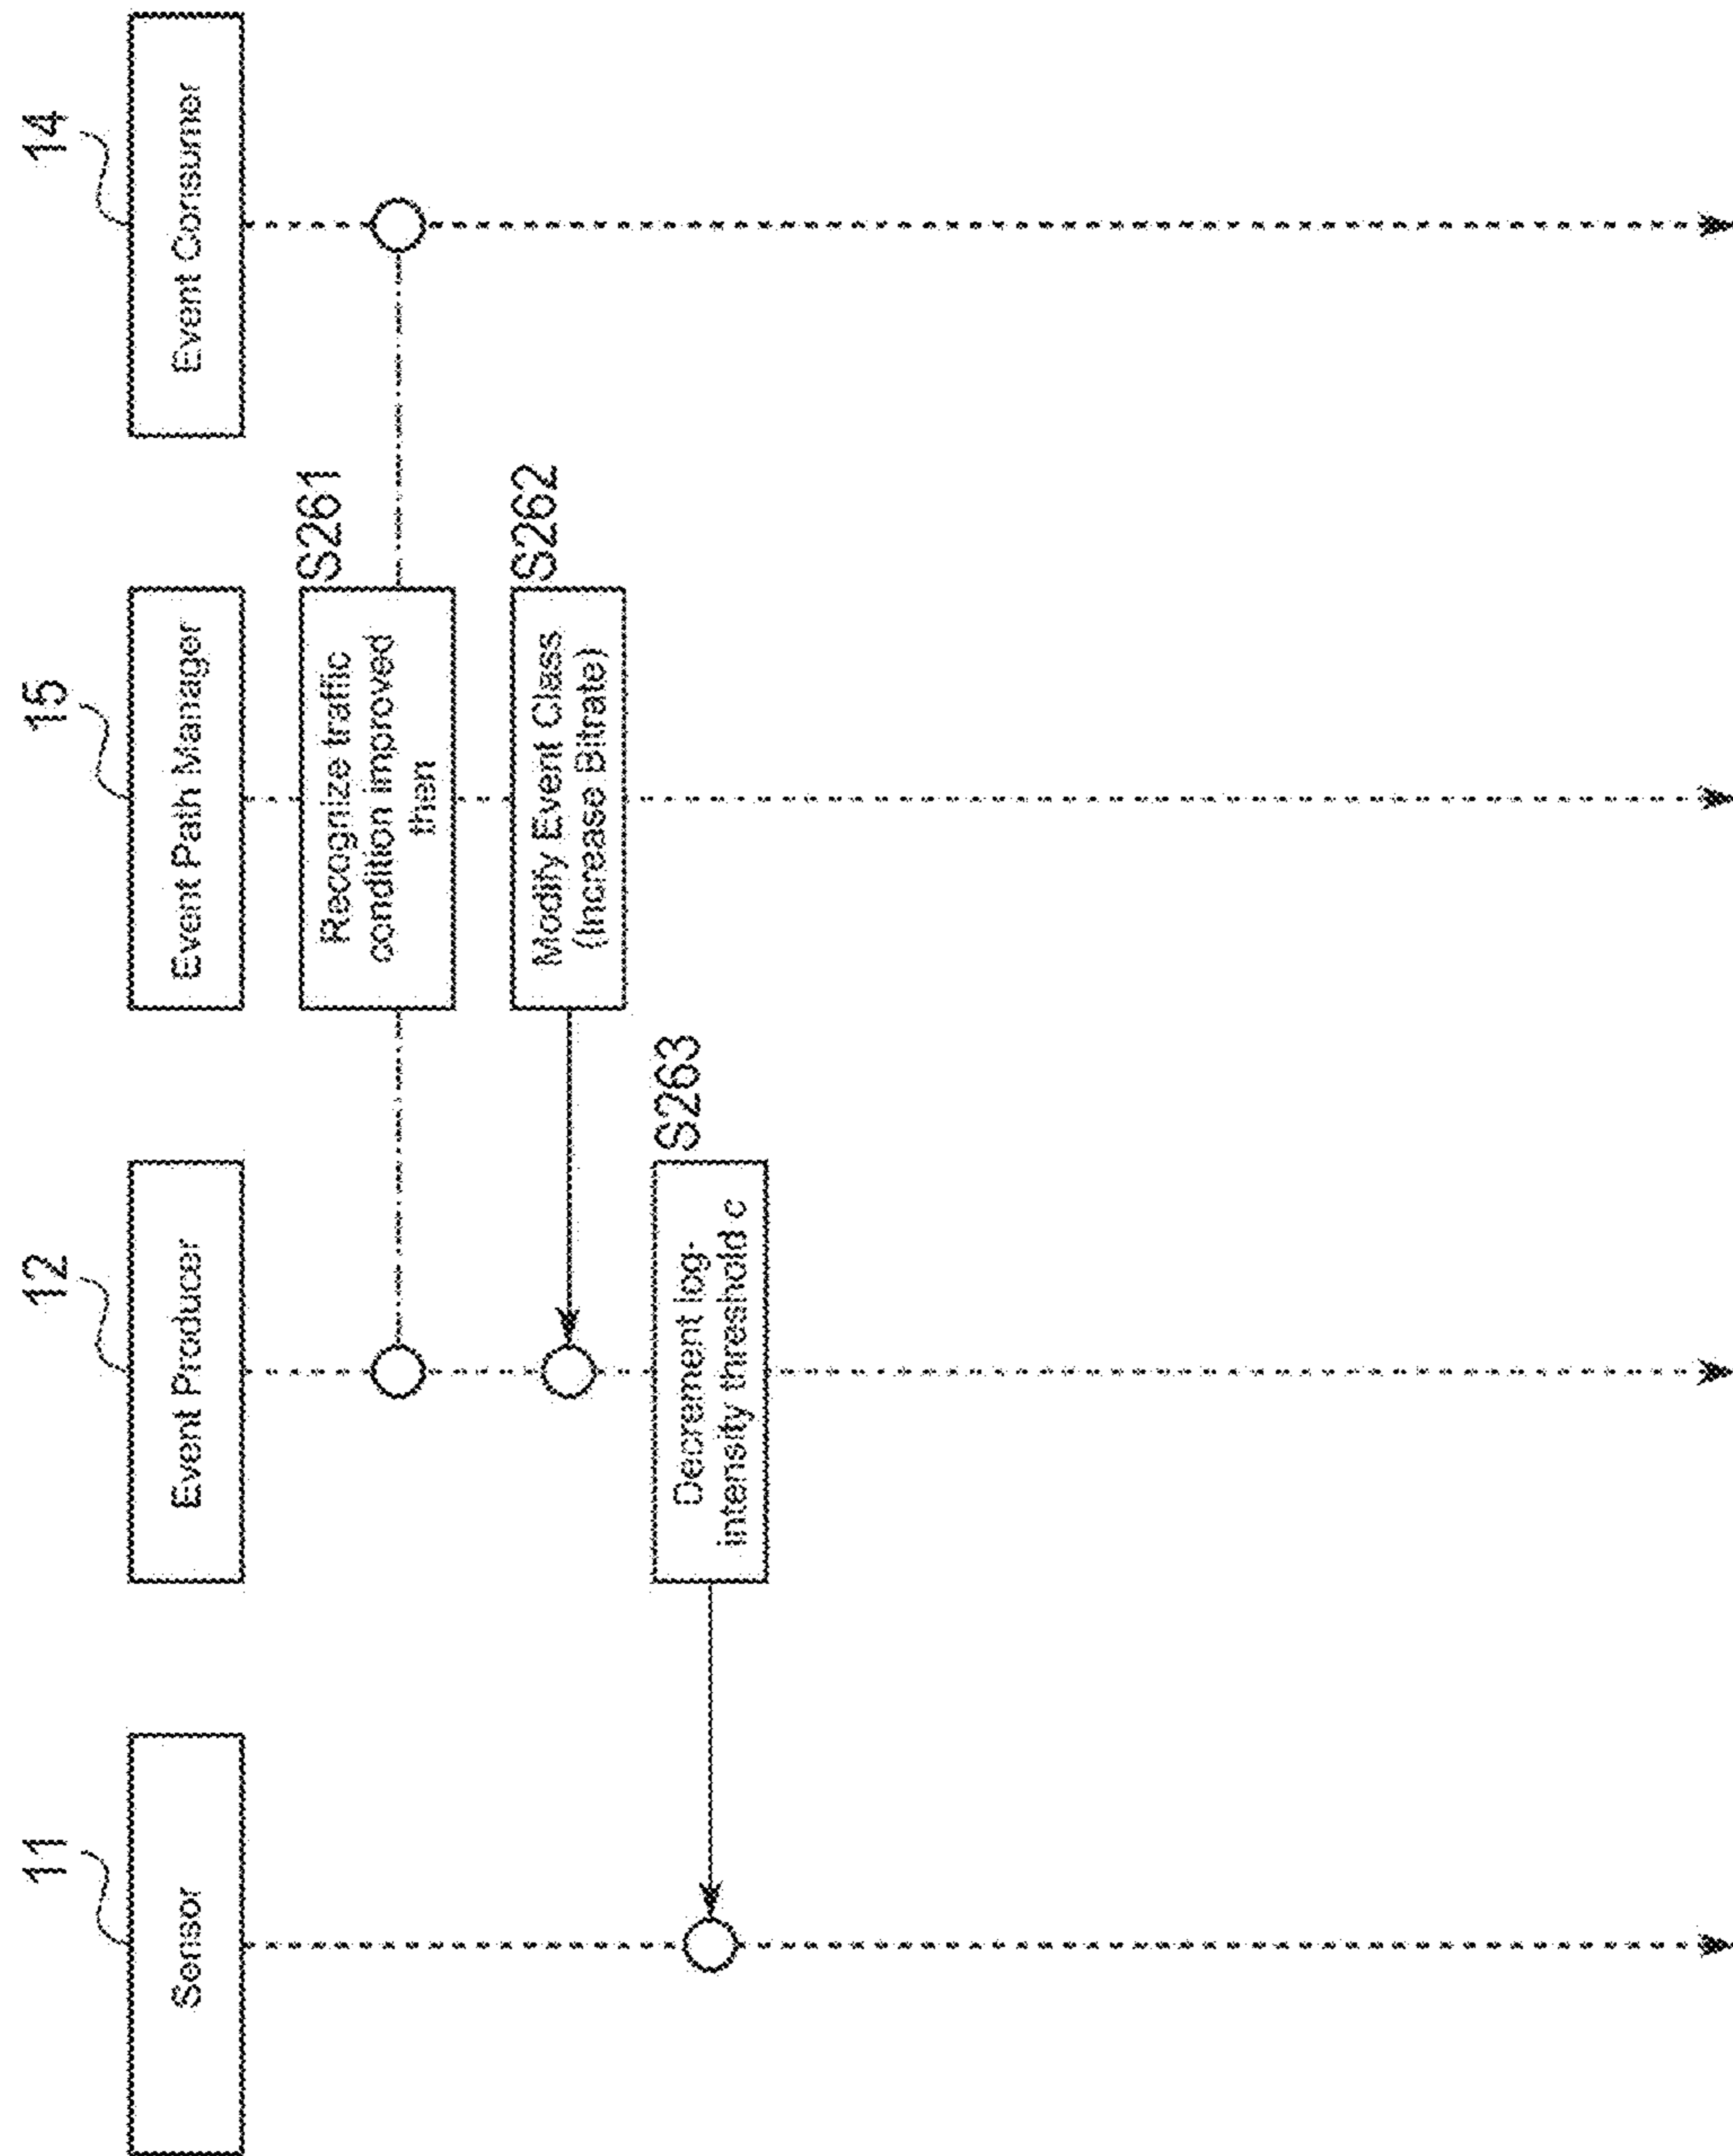 11
12
15
14
Sensor
Event Producer
Event Path Manager
Event Consumer
S261
Recognize traffic
condition improved
then
S262
Modify Event Class
(Increase Bitrate)
S263
Decrement log-
intensity threshold c